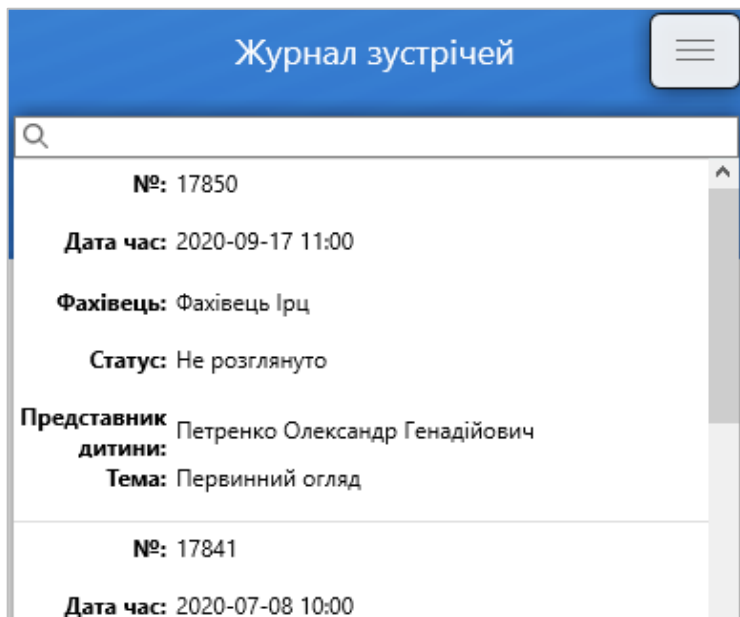 Журнал зустрічей
№: 17850
Дата час: 2020-09-17 11:00
Фахівець: Фахівець Ірц
Статус: Не розглянуто
Представник дитини: Петренко Олександр Генадійович
Тема: Первинний огляд
№: 17841
Дата час: 2020-07-08 10:00